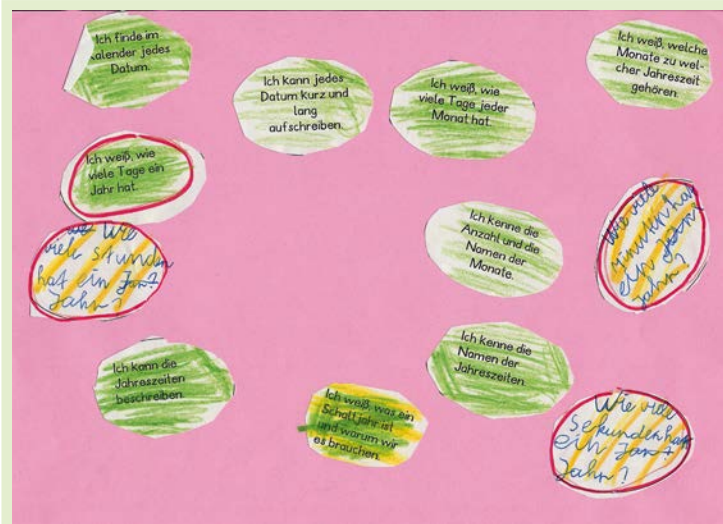 Ich finde im
Kalender jedes
Datum.
Ich kann jedes
Datum kurz und
lang
aufschreiben.
Ich weiß, wie
viele Tage jeder
Monat hat.
Ich weiß, welche
Monate zu wel-
cher Jahreszeit
gehören.
Ich weiß, wie
viele Tage ein
Jahr hat.
Wie
viele Stunden
hat ein
Jahn?
Ich kenne die
Anzahl und die
Namen der
Monate.
Wie viele
minuten hat
ein
Jahn?
Ich kann die
Jahreszeiten
beschreiben.
Ich weiß, was ein
Schaltjahr ist
und warum wir
es brauchen.
Ich kenne die
Namen der
Jahreszeiten.
Wie viele
sekunden hat
ein
Jahn?